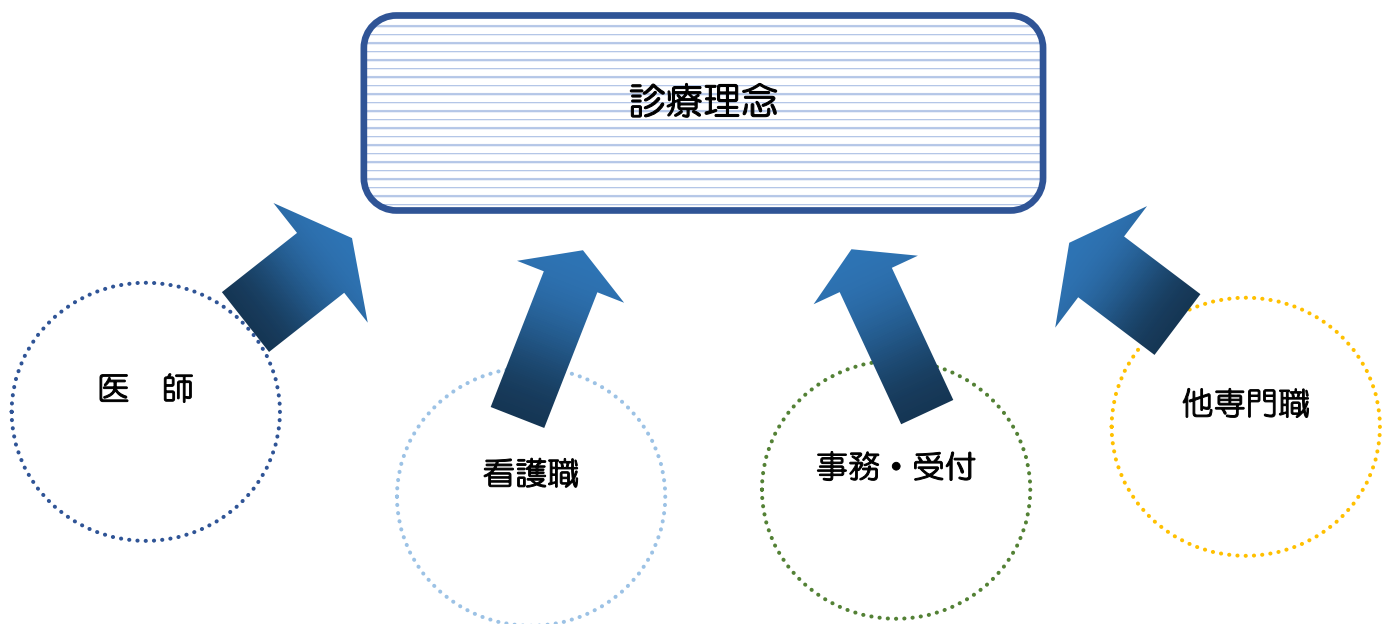 診療理念
医　師
看護職
事務・受付
他専門職